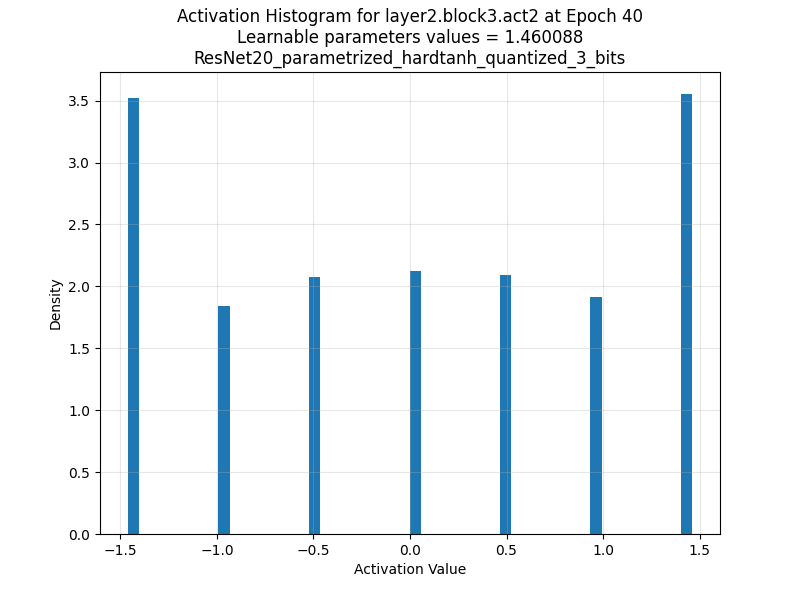 Activation Histogram for layer2.block3.act2 at Epoch 40
Learnable parameters values = 1.460088
ResNet20_parametrized_hardtanh_quantized_3_bits
3.5
3.0
2.5
2.0
1.5
1.0
0.5
0.0
Density
−1.5 −1.0 −0.5 0.0 0.5 1.0 1.5
Activation Value